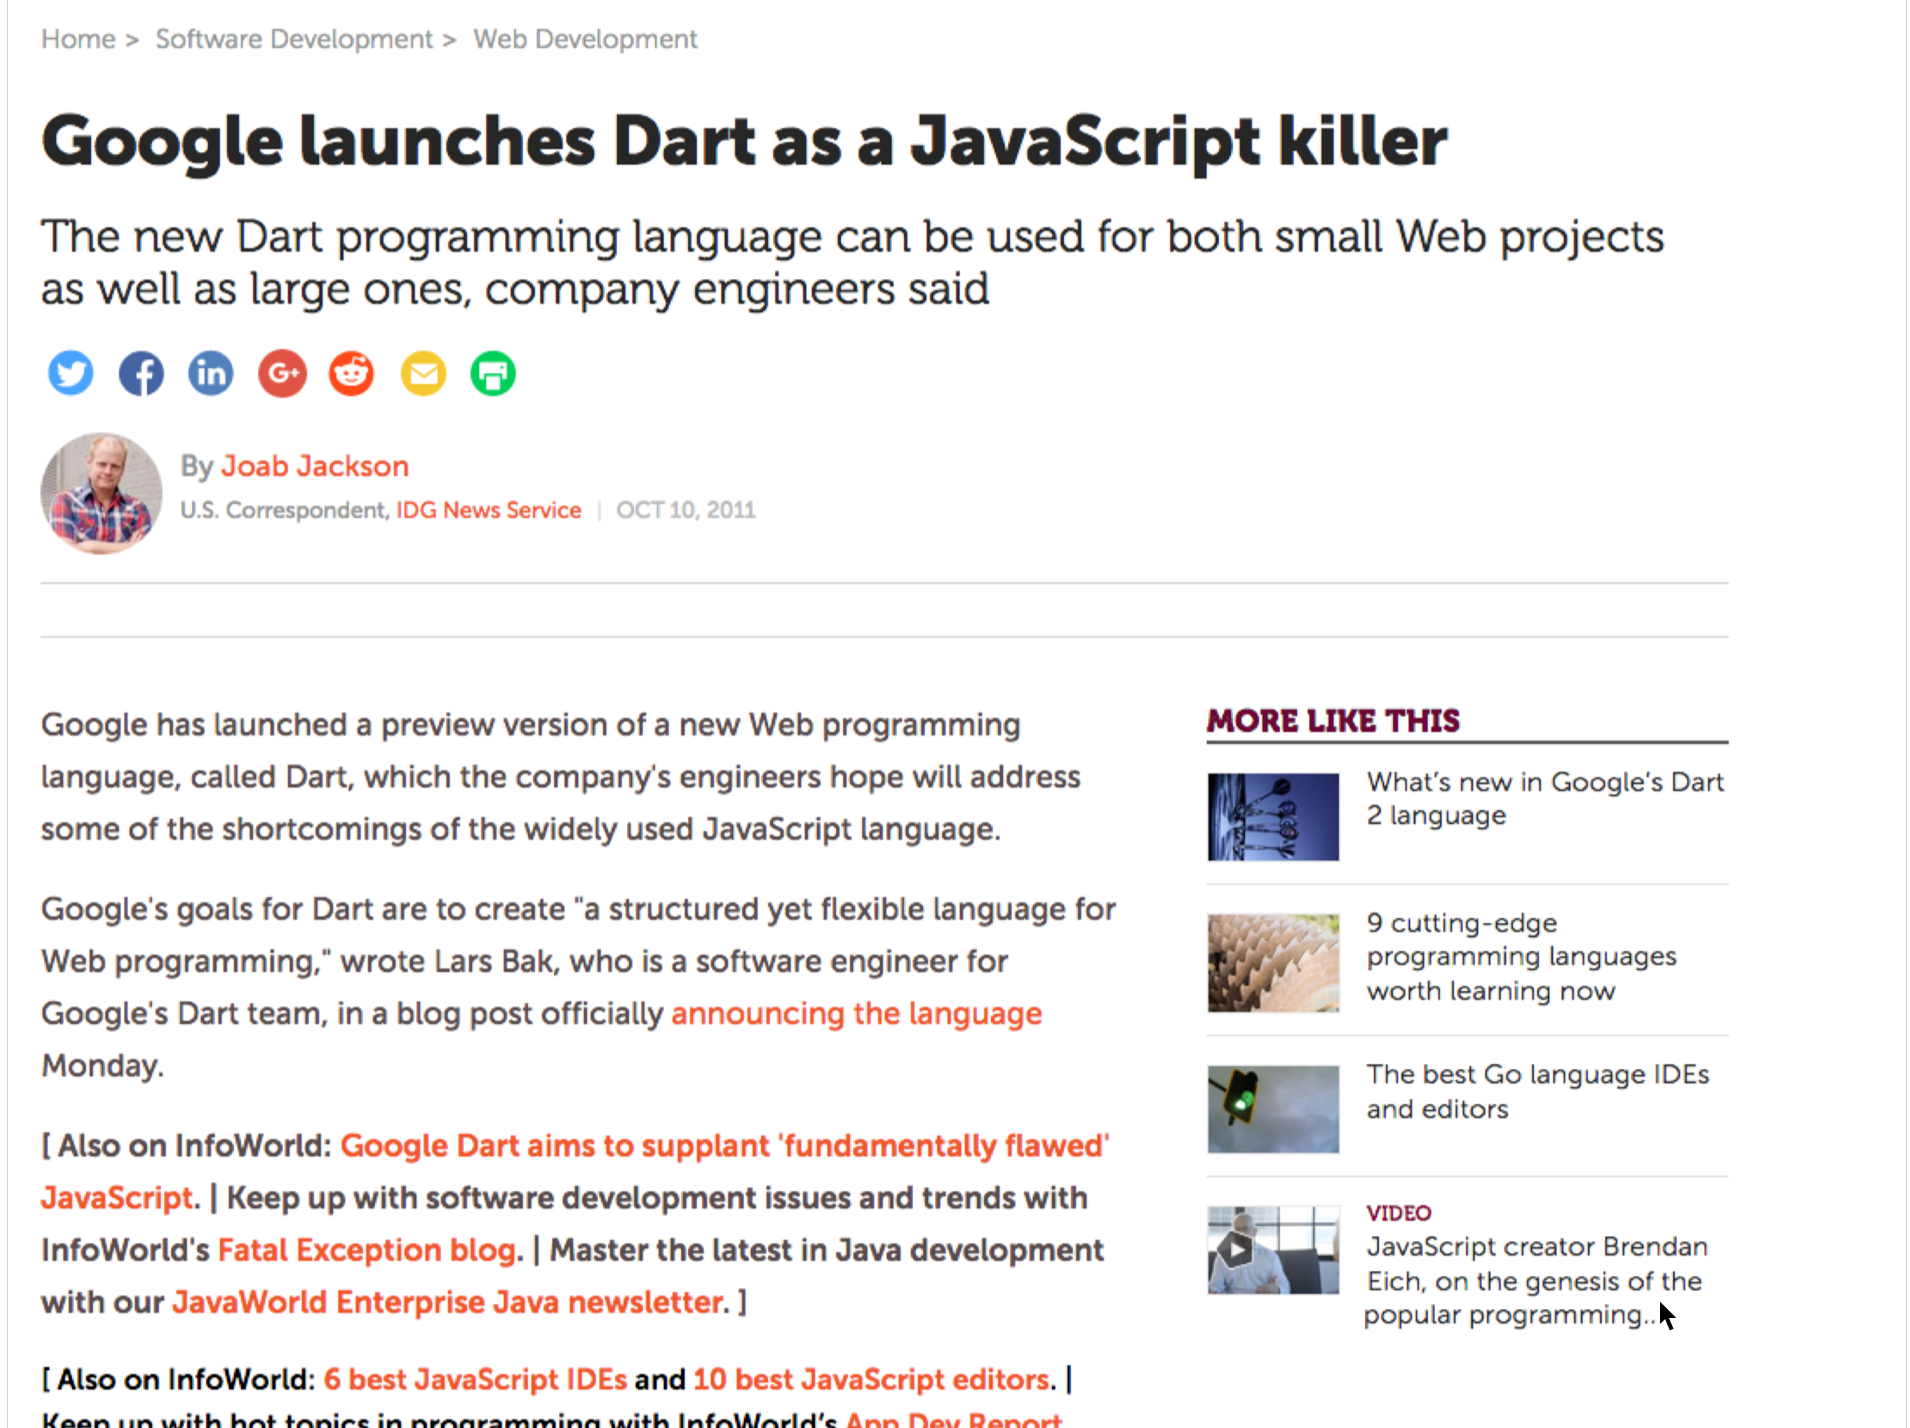 Home > Software Development > Web Development
Google launches Dart as a JavaScript killer
The new Dart programming language can be used for both small Web projects
as well as large ones, company engineers said
in G+
By Joab Jackson
U.S. Correspondent, IDG News Service | OCT 10, 2011
Google has launched a preview version of a new Web programming
language, called Dart, which the company's engineers hope will address
some of the shortcomings of the widely used JavaScript language.
Google's goals for Dart are to create "a structured yet flexible language for
Web programming," wrote Lars Bak, who is a software engineer for
Google's Dart team, in a blog post officially announcing the language
Monday.
[ Also on InfoWorld: Google Dart aims to supplant 'fundamentally flawed'
JavaScript. | Keep up with software development issues and trends with
InfoWorld's Fatal Exception blog. | Master the latest in Java development
with our JavaWorld Enterprise Java newsletter. ]
[ Also on InfoWorld: 6 best JavaScript IDEs and 10 best JavaScript editors. |
Keep up with hot topics in programming with InfoWorld's App Dev Report
MORE LIKE THIS
What's new in Google's Dart
2 language
9 cutting-edge
programming languages
worth learning now
The best Go language IDEs
and editors
VIDEO
JavaScript creator Brendan
Eich, on the genesis of the
popular programming..